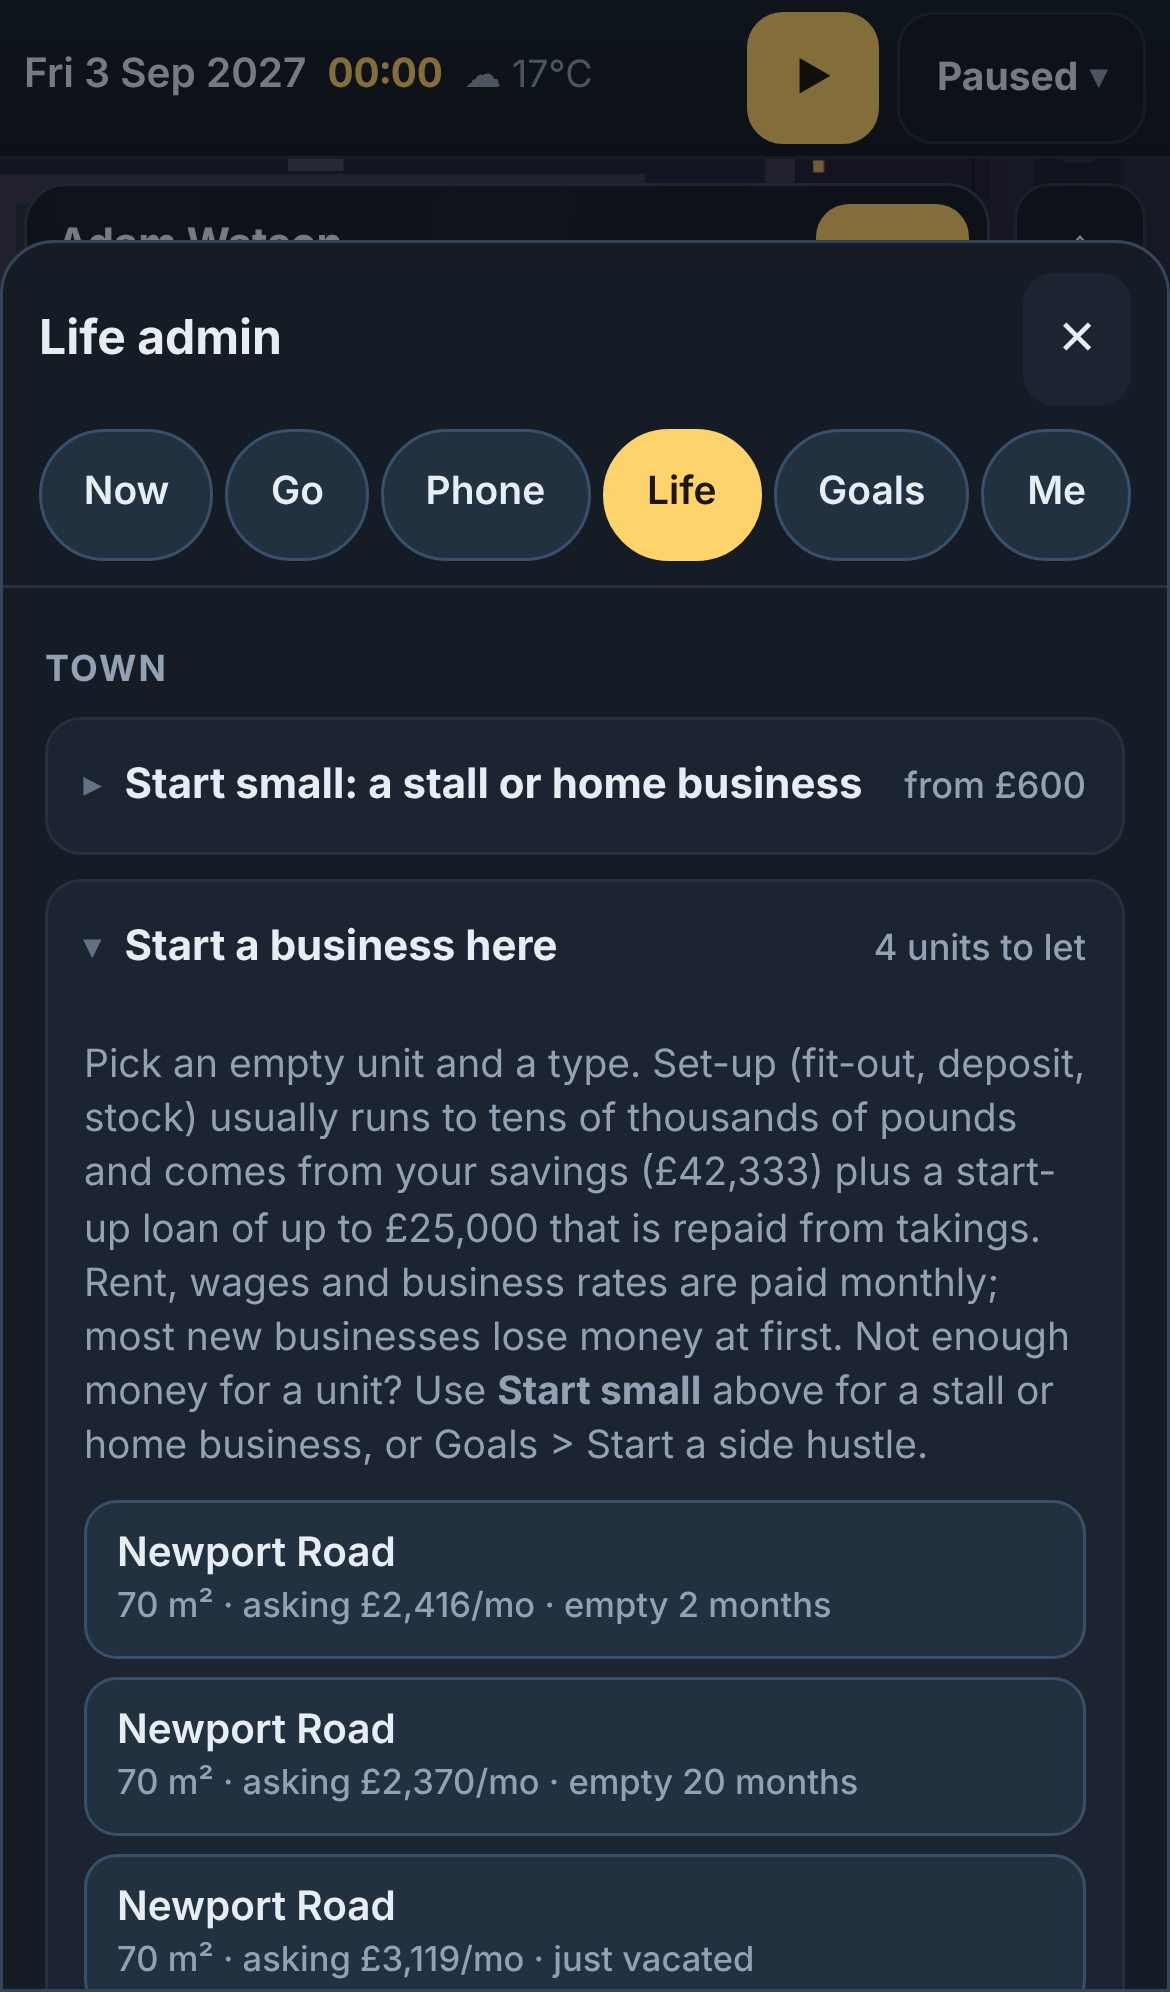 Fri 3 Sep 2027 00:00 ☁ 17°C ▶ Paused ▼
Adam Watson
Life admin ✕
Now Go Phone Life Goals Me
TOWN
▸ Start small: a stall or home business from £600
▾ Start a business here 4 units to let
Pick an empty unit and a type. Set-up (fit-out, deposit,
stock) usually runs to tens of thousands of pounds
and comes from your savings (£42,333) plus a start-
up loan of up to £25,000 that is repaid from takings.
Rent, wages and business rates are paid monthly;
most new businesses lose money at first. Not enough
money for a unit? Use Start small above for a stall or
home business, or Goals > Start a side hustle.
Newport Road
70 m² · asking £2,416/mo · empty 2 months
Newport Road
70 m² · asking £2,370/mo · empty 20 months
Newport Road
70 m² · asking £3,119/mo · just vacated